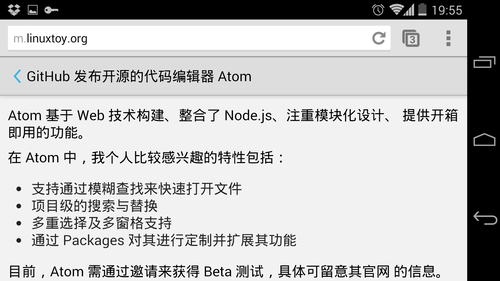 19:55
m.linuxtoy.org
3
GitHub 发布开源的代码编辑器 Atom
Atom 基于 Web 技术构建、整合了 Node.js、注重模块化设计、 提供开箱
即用的功能。
在 Atom 中，我个人比较感兴趣的特性包括：
支持通过模糊查找来快速打开文件
项目级的搜索与替换
多重选择及多窗格支持
通过 Packages 对其进行定制并扩展其功能
目前，Atom 需通过邀请来获得 Beta 测试，具体可留意其官网 的信息。